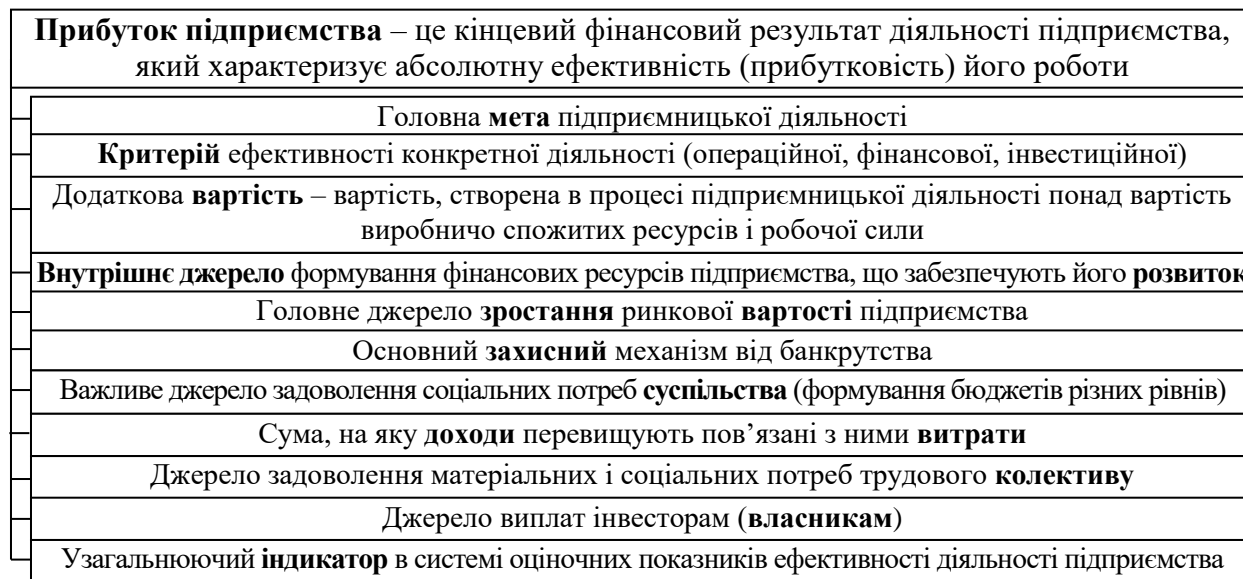 Прибуток підприємства – це кінцевий фінансовий результат діяльності підприємства,
який характеризує абсолютну ефективність (прибутковість) його роботи
Головна мета підприємницької діяльності
Критерій ефективності конкретної діяльності (операційної, фінансової, інвестиційної)
Додаткова вартість – вартість, створена в процесі підприємницької діяльності понад вартість
виробничо спожитих ресурсів і робочої сили
Внутрішнє джерело формування фінансових ресурсів підприємства, що забезпечують його розвиток
Головне джерело зростання ринкової вартості підприємства
Основний захисний механізм від банкрутства
Важливе джерело задоволення соціальних потреб суспільства (формування бюджетів різних рівнів)
Сума, на яку доходи перевищують пов’язані з ними витрати
Джерело задоволення матеріальних і соціальних потреб трудового колективу
Джерело виплат інвесторам (власникам)
Узагальнюючий індикатор в системі оціночних показників ефективності діяльності підприємства